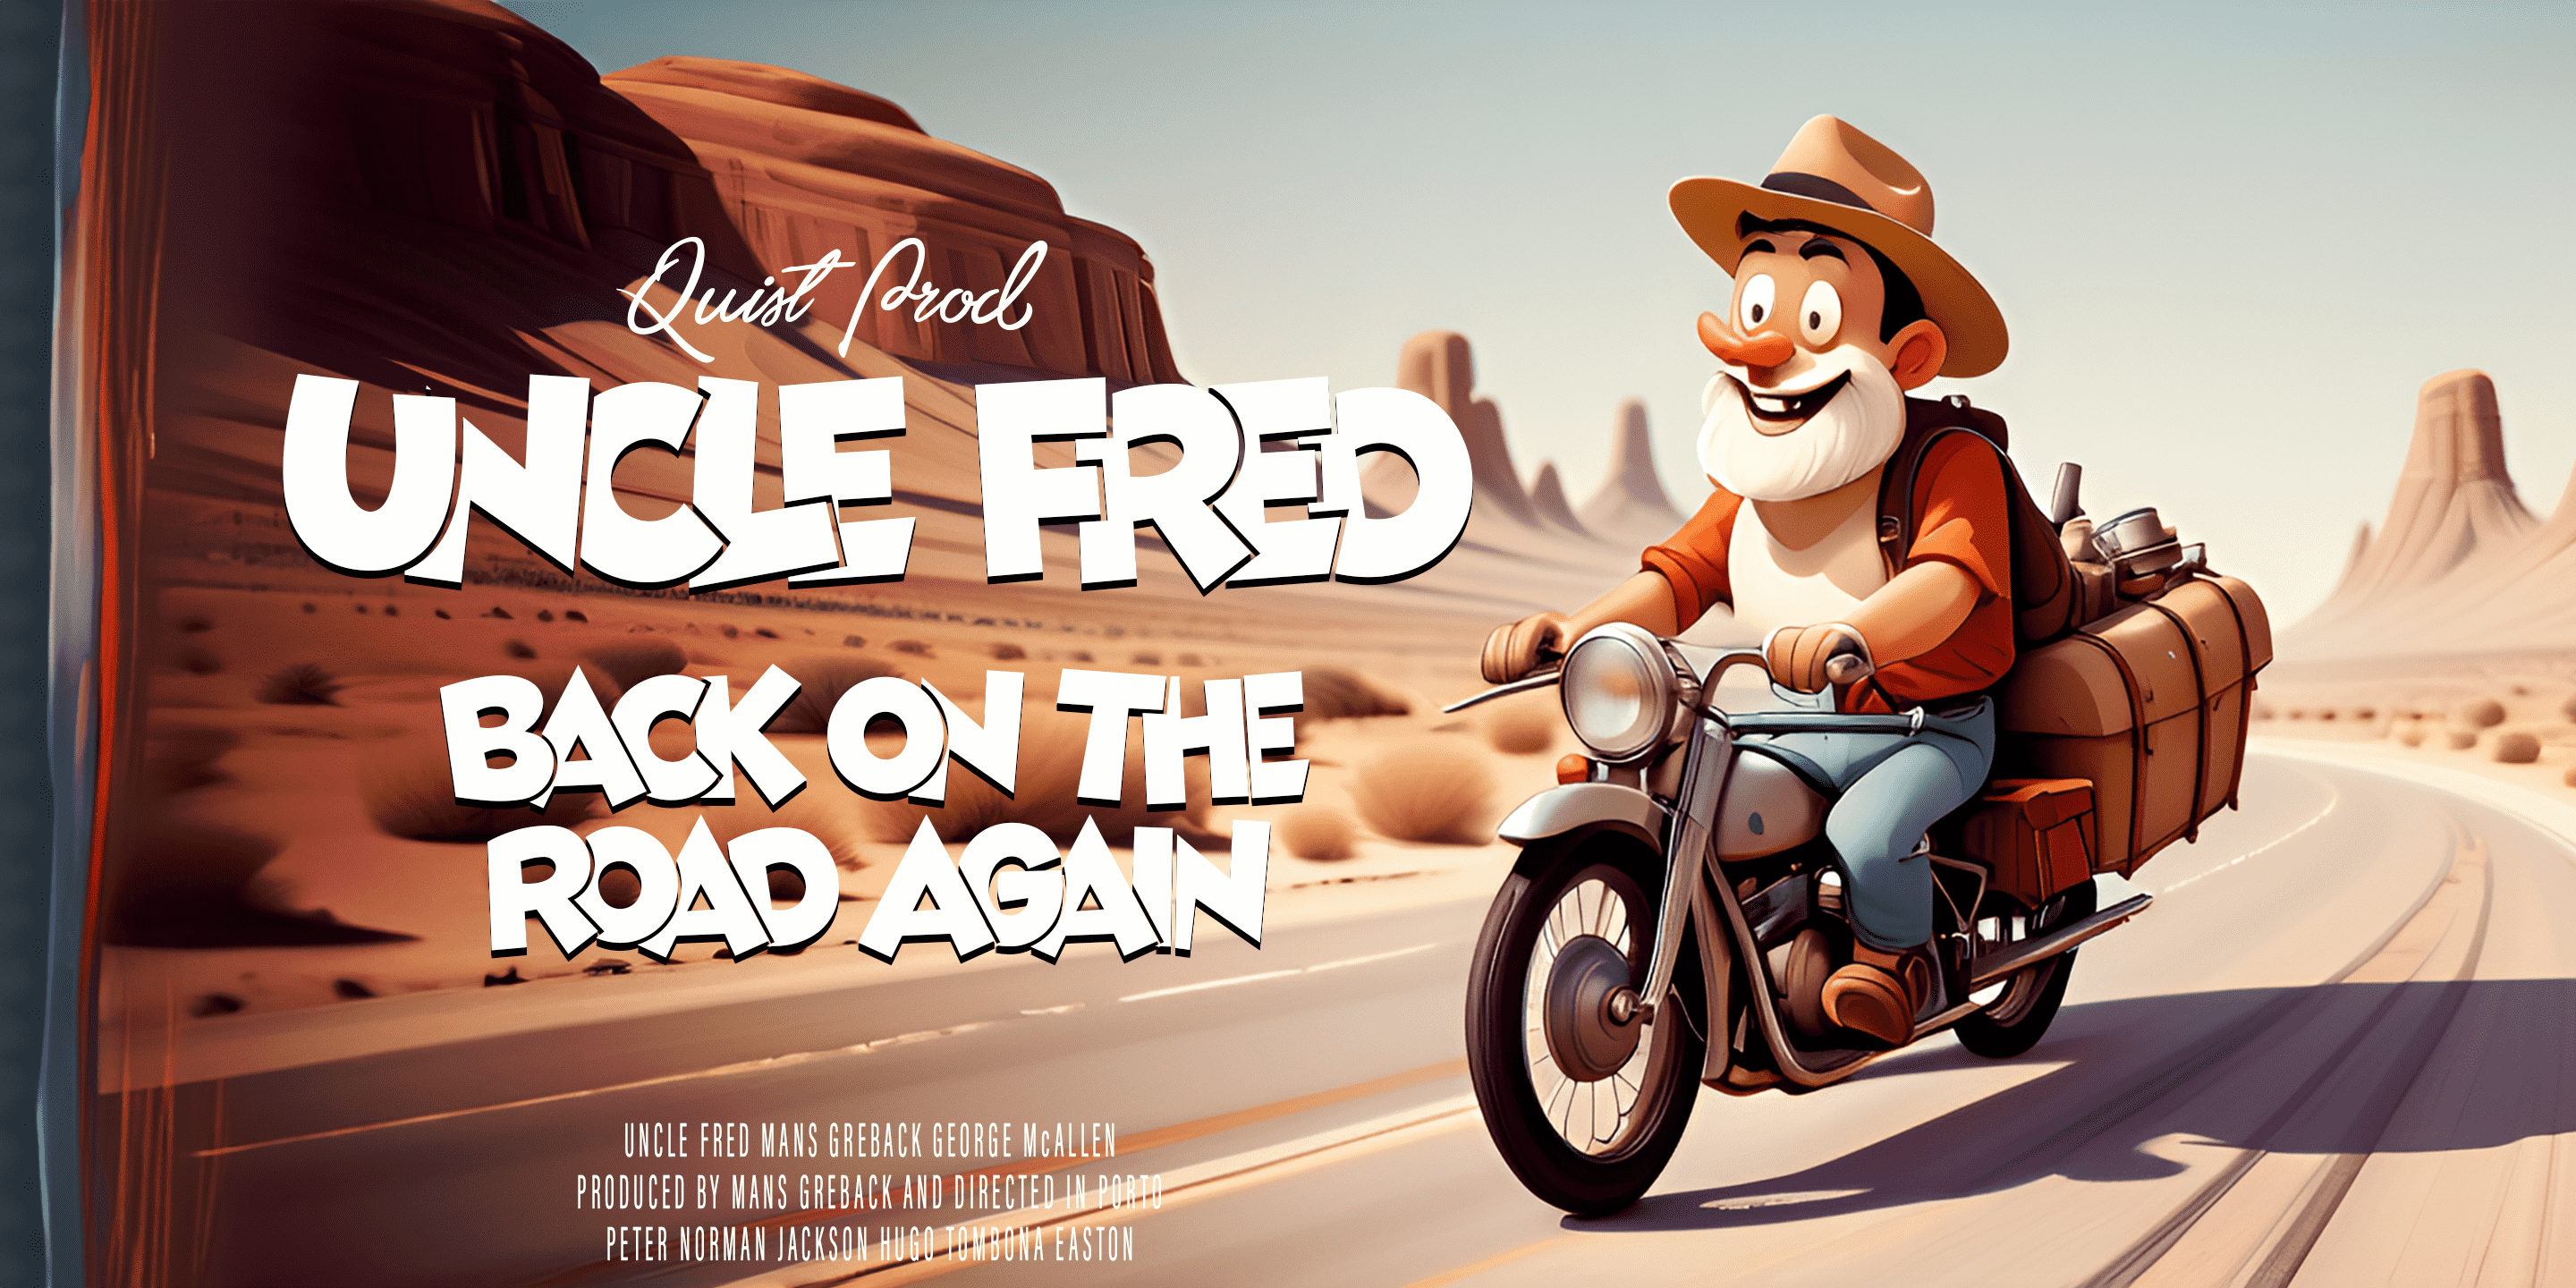 Quist Prod
UNCLE FRED
BACK ON THE
ROAD AGAIN
UNCLE FRED MANS GREBACK GEORGE McALLEN
PRODUCED BY MANS GREBACK AND DIRECTED IN PORTO
PETER NORMAN JACKSON HUGO TOMBONA EASTON